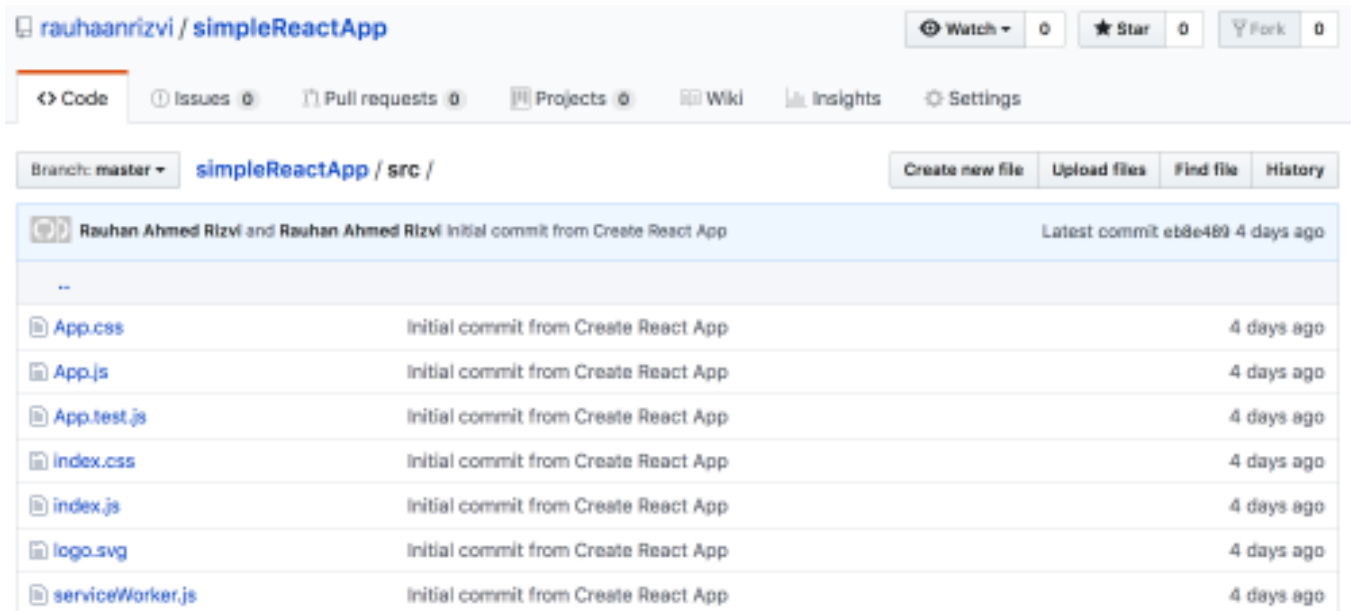 rauhaanrizvi / simpleReactApp Watch 0 Star 0 Fork 0
<> Code Issues 0 Pull requests 0 Projects 0 Wiki Insights Settings
Branch: master simpleReactApp / src / Create new file Upload files Find file History
Rauhan Ahmed Rizvi and Rauhan Ahmed Rizvi Initial commit from Create React App Latest commit eb8e489 4 days ago
..
App.css Initial commit from Create React App 4 days ago
App.js Initial commit from Create React App 4 days ago
App.test.js Initial commit from Create React App 4 days ago
index.css Initial commit from Create React App 4 days ago
index.js Initial commit from Create React App 4 days ago
logo.svg Initial commit from Create React App 4 days ago
serviceWorker.js Initial commit from Create React App 4 days ago